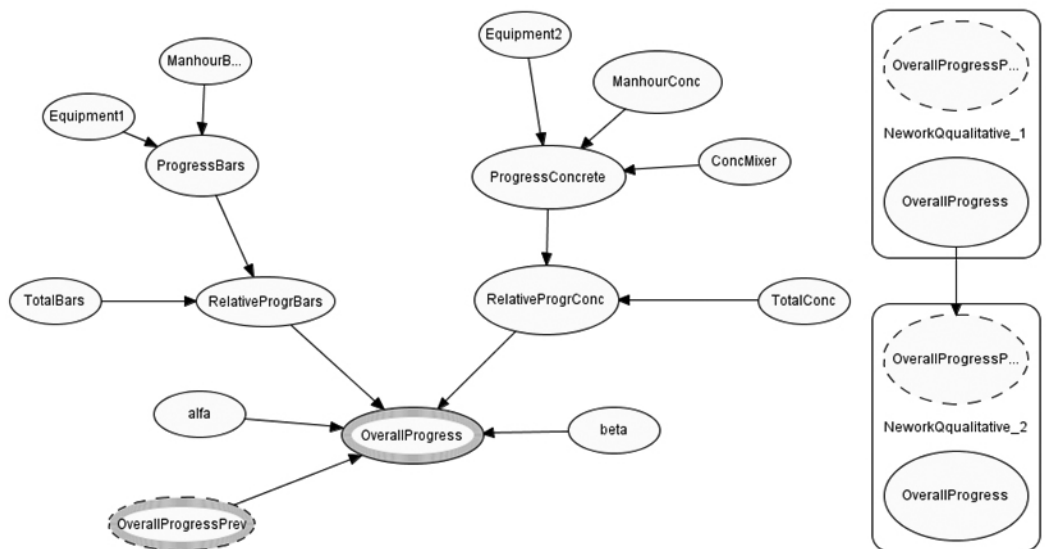 Equipment2
ManhourB...
OverallProgressP...
ManhourConc
Equipment1
NeworkQqualitative_1
ProgressBars
ConcMixer
ProgressConcrete
OverallProgress
TotalBars
RelativeProgrBars
RelativeProgrConc
TotalConc
OverallProgressP...
alfa
NeworkQqualitative_2
beta
OverallProgress
OverallProgress
OverallProgressPrev